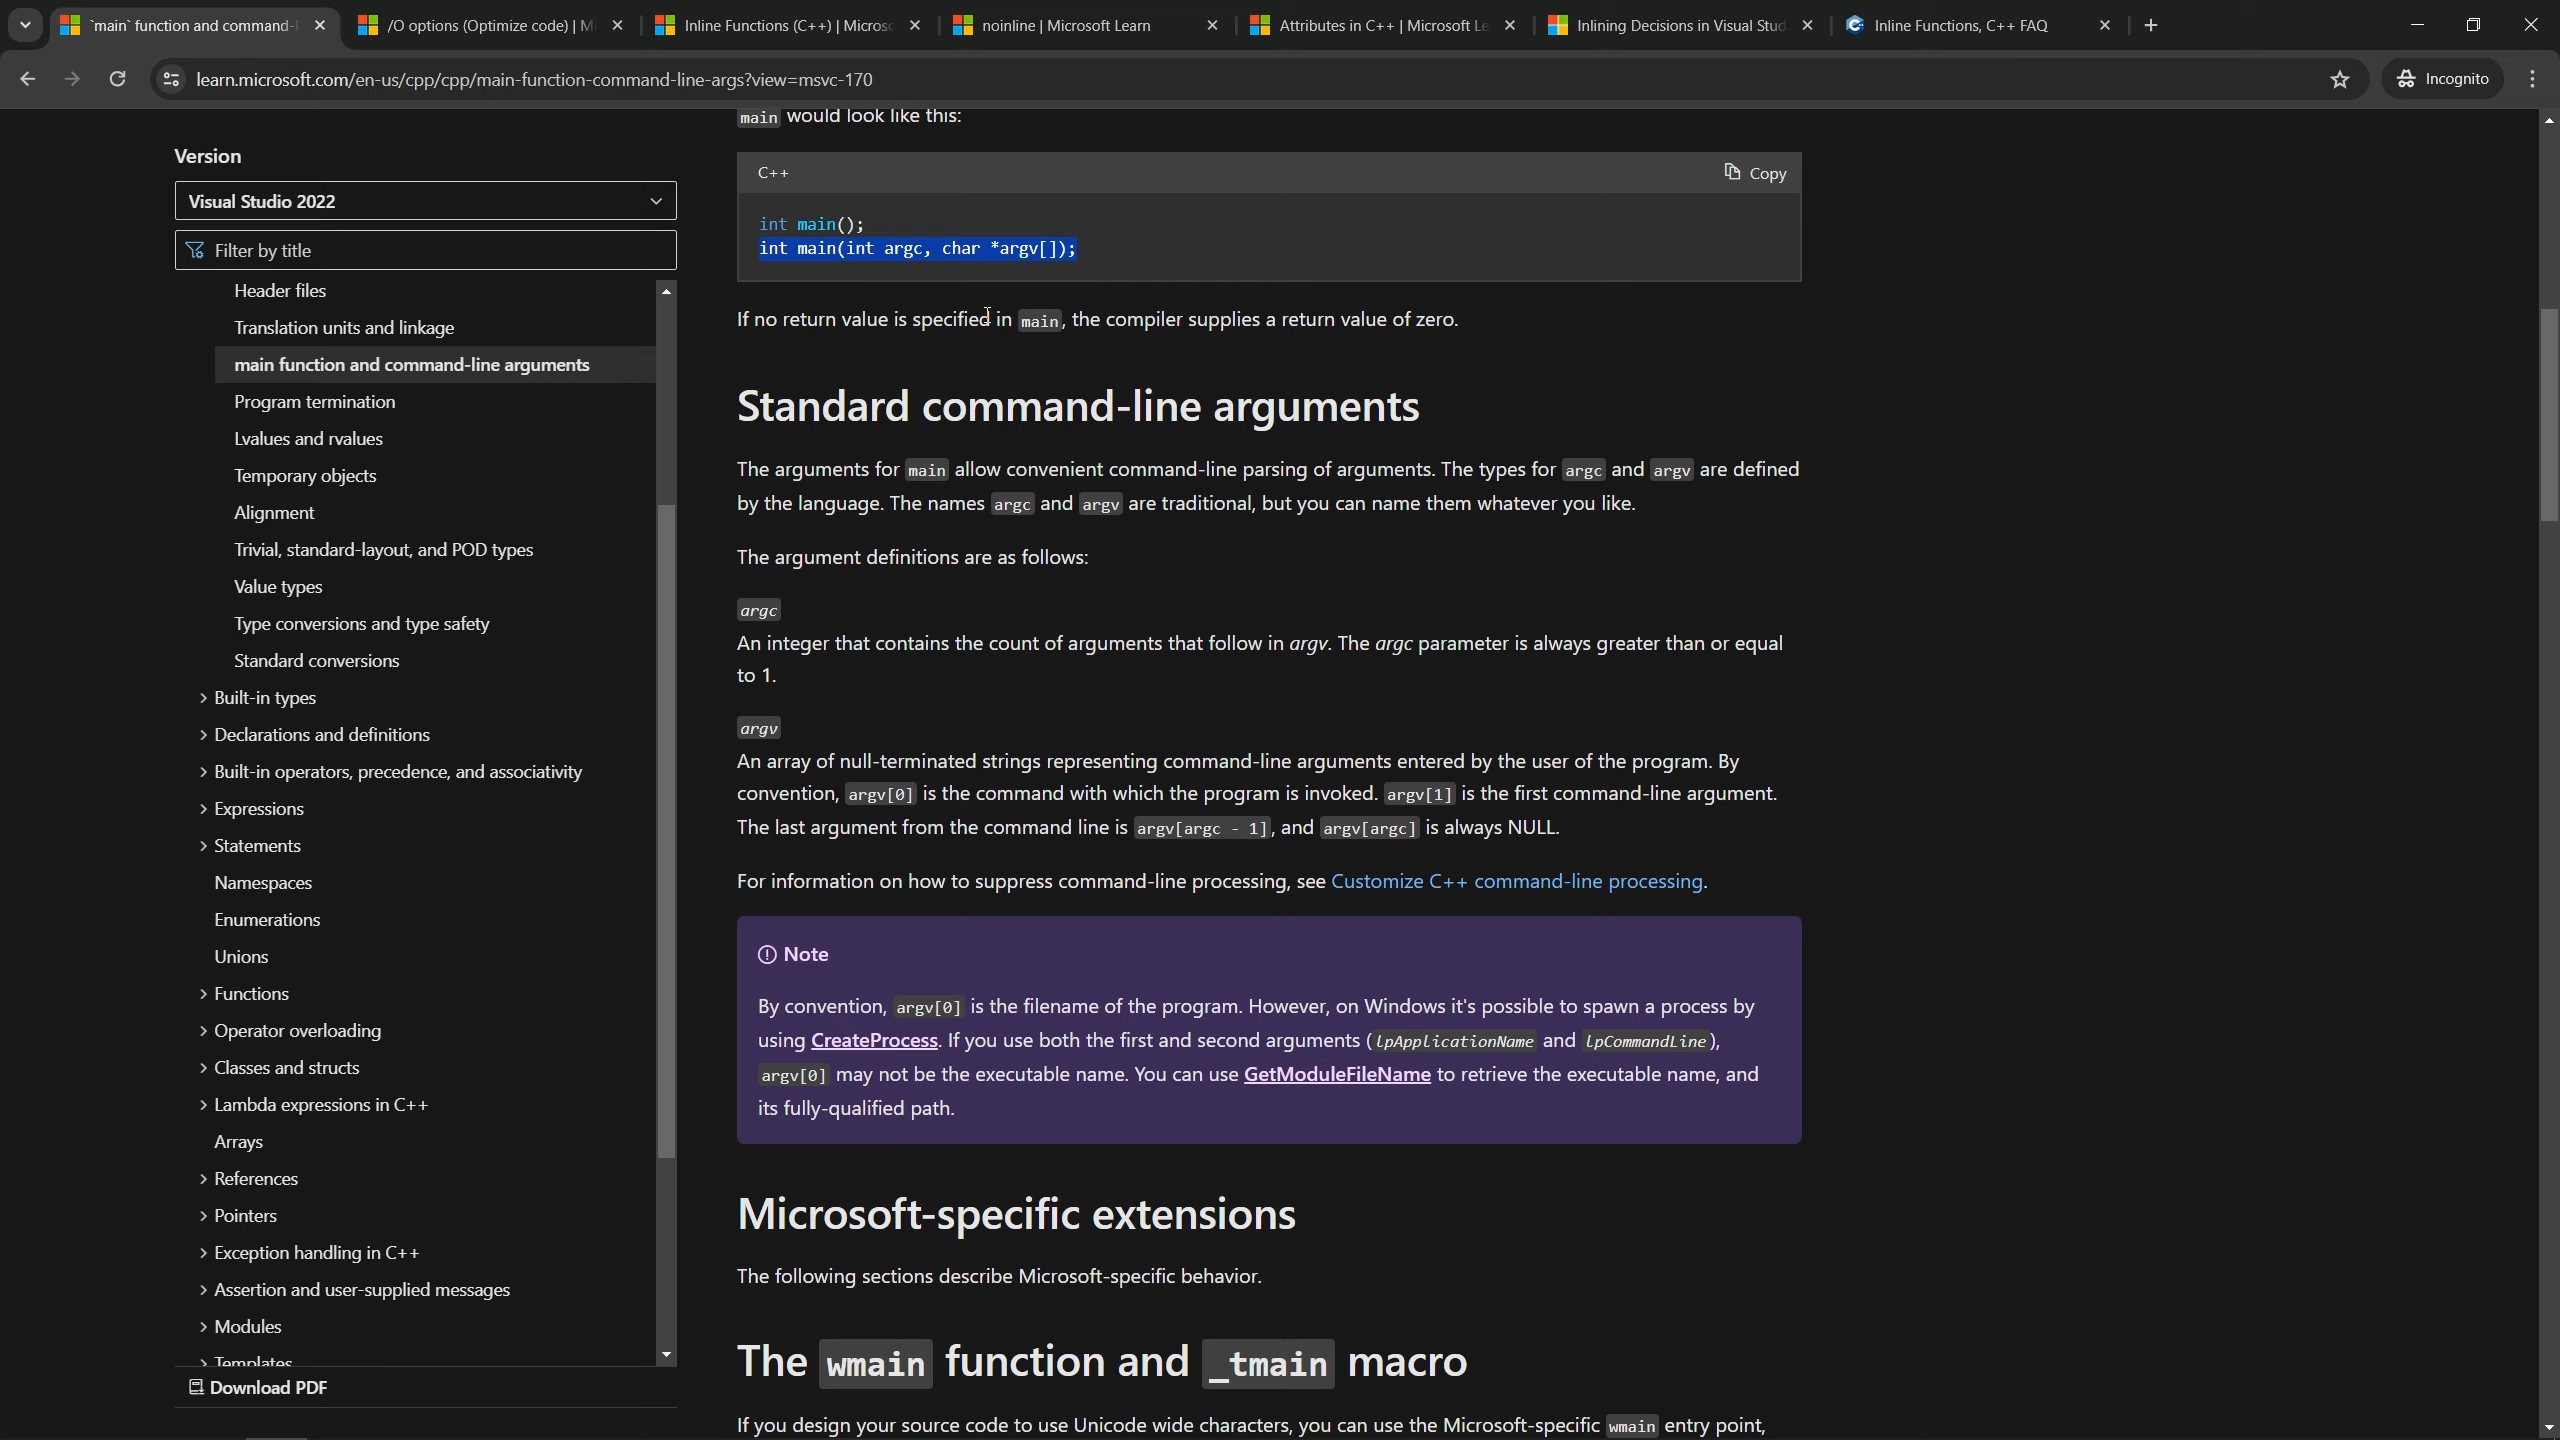 `main` function and command-l
/O options (Optimize code) | Mi
Inline Functions (C++) | Microsc
noinline | Microsoft Learn
Attributes in C++ | Microsoft Le
Inlining Decisions in Visual Stud
Inline Functions, C++ FAQ
learn.microsoft.com/en-us/cpp/cpp/main-function-command-line-args?view=msvc-170
Incognito
Version
Visual Studio 2022
Filter by title
Header files
Translation units and linkage
main function and command-line arguments
Program termination
Lvalues and rvalues
Temporary objects
Alignment
Trivial, standard-layout, and POD types
Value types
Type conversions and type safety
Standard conversions
Built-in types
Declarations and definitions
Built-in operators, precedence, and associativity
Expressions
Statements
Namespaces
Enumerations
Unions
Functions
Operator overloading
Classes and structs
Lambda expressions in C++
Arrays
References
Pointers
Exception handling in C++
Assertion and user-supplied messages
Modules
Templates
Download PDF
main would look like this:
C++
Copy
int main();
int main(int argc, char *argv[]);
If no return value is specified in main, the compiler supplies a return value of zero.
Standard command-line arguments
The arguments for main allow convenient command-line parsing of arguments. The types for argc and argv are defined
by the language. The names argc and argv are traditional, but you can name them whatever you like.
The argument definitions are as follows:
argc
An integer that contains the count of arguments that follow in argv. The argc parameter is always greater than or equal
to 1.
argv
An array of null-terminated strings representing command-line arguments entered by the user of the program. By
convention, argv[0] is the command with which the program is invoked. argv[1] is the first command-line argument.
The last argument from the command line is argv[argc - 1], and argv[argc] is always NULL.
For information on how to suppress command-line processing, see Customize C++ command-line processing.
Note
By convention, argv[0] is the filename of the program. However, on Windows it's possible to spawn a process by
using CreateProcess. If you use both the first and second arguments (lpApplicationName and lpCommandLine),
argv[0] may not be the executable name. You can use GetModuleFileName to retrieve the executable name, and
its fully-qualified path.
Microsoft-specific extensions
The following sections describe Microsoft-specific behavior.
The wmain function and _tmain macro
If you design your source code to use Unicode wide characters, you can use the Microsoft-specific wmain entry point,